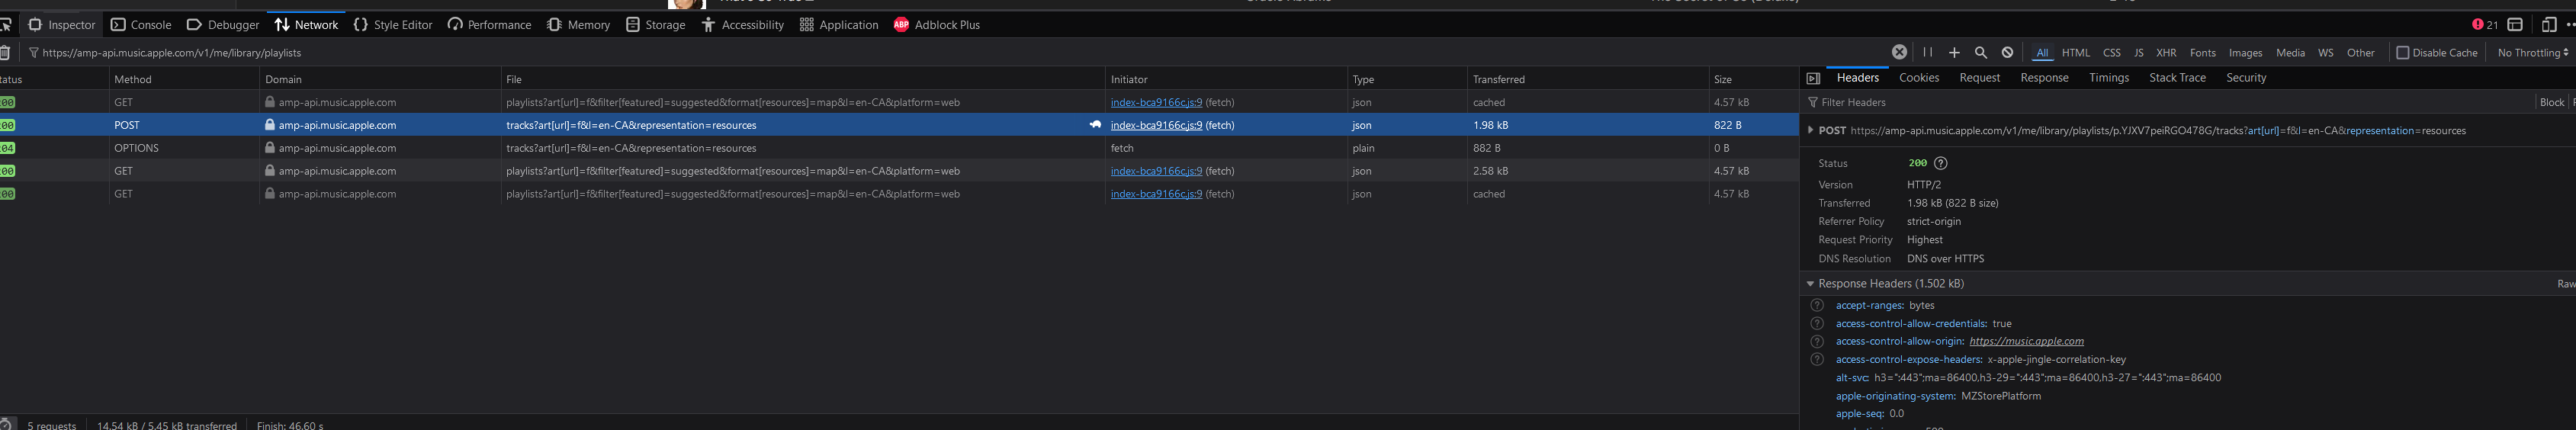 Inspector Console Debugger Network Style Editor Performance Memory Storage Accessibility Application ABP Adblock Plus 21
https://amp-api.music.apple.com/v1/me/library/playlists All HTML CSS JS XHR Fonts Images Media WS Other Disable Cache No Throttling
tatus Method Domain File Initiator Type Transferred Size
00 GET amp-api.music.apple.com playlists?art[url]=f&filter[featured]=suggested&format[resources]=map&l=en-CA&platform=web index-bca9166c.js:9 (fetch) json cached 4.57 kB
00 POST amp-api.music.apple.com tracks?art[url]=f&l=en-CA&representation=resources index-bca9166c.js:9 (fetch) json 1.98 kB 822 B
04 OPTIONS amp-api.music.apple.com tracks?art[url]=f&l=en-CA&representation=resources fetch plain 882 B 0 B
00 GET amp-api.music.apple.com playlists?art[url]=f&filter[featured]=suggested&format[resources]=map&l=en-CA&platform=web index-bca9166c.js:9 (fetch) json 2.58 kB 4.57 kB
00 GET amp-api.music.apple.com playlists?art[url]=f&filter[featured]=suggested&format[resources]=map&l=en-CA&platform=web index-bca9166c.js:9 (fetch) json cached 4.57 kB
5 requests 14.54 kB / 5.45 kB transferred Finish: 46.60 s
Headers Cookies Request Response Timings Stack Trace Security
Filter Headers Block
POST https://amp-api.music.apple.com/v1/me/library/playlists/p.YJXV7peiRGO478G/tracks?art[url]=f&l=en-CA&representation=resources
Status 200
Version HTTP/2
Transferred 1.98 kB (822 B size)
Referrer Policy strict-origin
Request Priority Highest
DNS Resolution DNS over HTTPS
Response Headers (1.502 kB) Raw
accept-ranges: bytes
access-control-allow-credentials: true
access-control-allow-origin: https://music.apple.com
access-control-expose-headers: x-apple-jingle-correlation-key
alt-svc: h3=":443";ma=86400,h3-29=":443";ma=86400,h3-27=":443";ma=86400
apple-originating-system: MZStorePlatform
apple-seq: 0.0